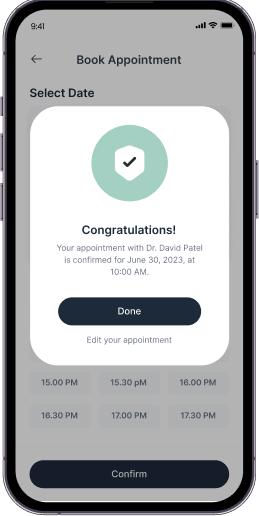 9:41
Book Appointment
Select Date
Congratulations!
Your appointment with Dr. David Patel
is confirmed for June 30, 2023, at
10:00 AM.
Done
Edit your appointment
15.00 PM 15.30 pM 16.00 PM
16.30 PM 17.00 PM 17.30 PM
Confirm